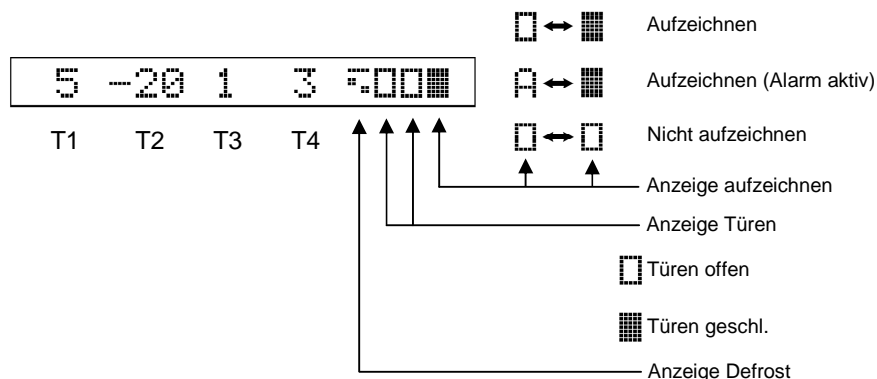 Aufzeichnen
5 -20 1 3
A Aufzeichnen (Alarm aktiv)
T1 T2 T3 T4
Nicht aufzeichnen
Anzeige aufzeichnen
Anzeige Türen
Türen offen
Türen geschl.
Anzeige Defrost